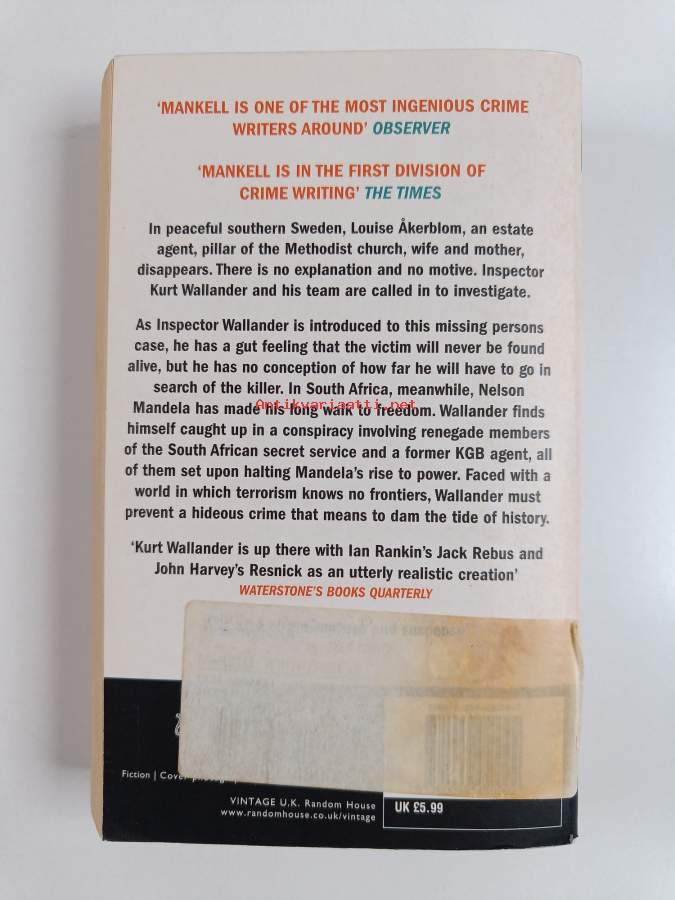 ‘MANKELL IS ONE OF THE MOST INGENIOUS CRIME
WRITERS AROUND’ OBSERVER
‘MANKELL IS IN THE FIRST DIVISION OF
CRIME WRITING’ THE TIMES
In peaceful southern Sweden, Louise Åkerblom, an estate
agent, pillar of the Methodist church, wife and mother,
disappears. There is no explanation and no motive. Inspector
Kurt Wallander and his team are called in to investigate.
As Inspector Wallander is introduced to this missing persons
case, he has a gut feeling that the victim will never be found
alive, but he has no conception of how far he will have to go in
search of the killer. In South Africa, meanwhile, Nelson
Mandela has made his long walk to freedom. Wallander finds
Antikvariaatti.net
himself caught up in a conspiracy involving renegade members
of the South African secret service and a former KGB agent, all
of them set upon halting Mandela’s rise to power. Faced with a
world in which terrorism knows no frontiers, Wallander must
prevent a hideous crime that means to dam the tide of history.
‘Kurt Wallander is up there with Ian Rankin’s Jack Rebus and
John Harvey’s Resnick as an utterly realistic creation’
WATERSTONE’S BOOKS QUARTERLY
Fiction | Cover
VINTAGE U.K. Random House
www.randomhouse.co.uk/vintage
UK £5.99